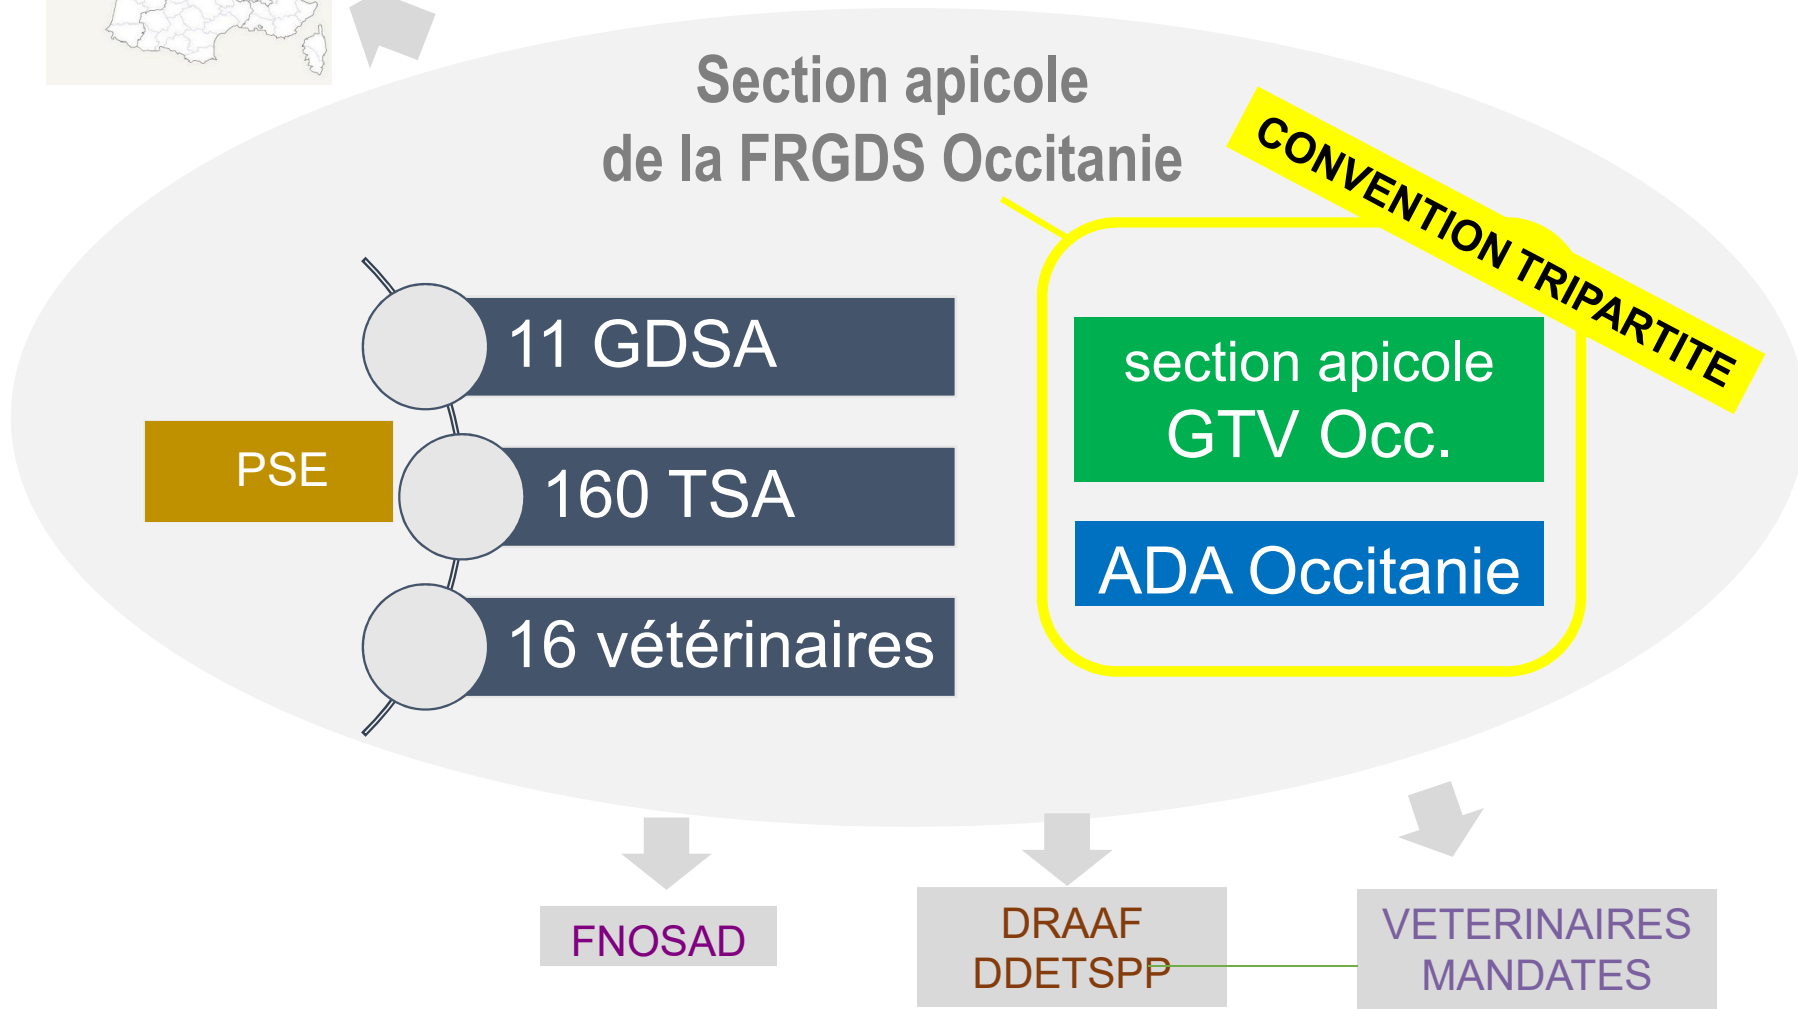 Section apicole
de la FRGDS Occitanie
CONVENTION TRIPARTITE
11 GDSA
section apicole
GTV Occ.
PSE
160 TSA
ADA Occitanie
16 vétérinaires
FNOSAD
DRAAF
DDETSPP
VETERINAIRES
MANDATES